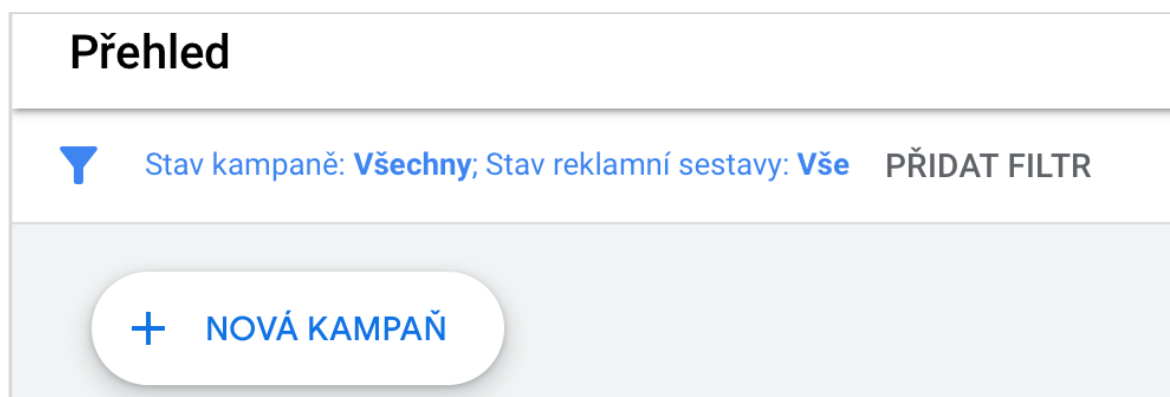 Přehled
Stav kampaně: Všechny; Stav reklamní sestavy: Vše PŘIDAT FILTR
NOVÁ KAMPAŇ